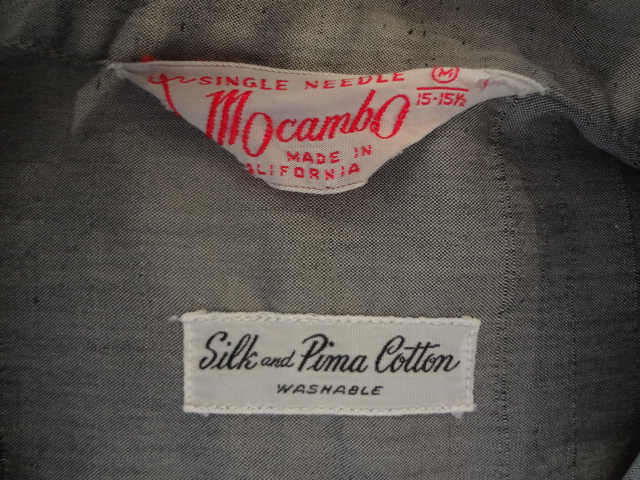 SINGLE NEEDLE
M
15-15½
Mocambo
MADE IN
CALIFORNIA
Silk and Pima Cotton
WASHABLE